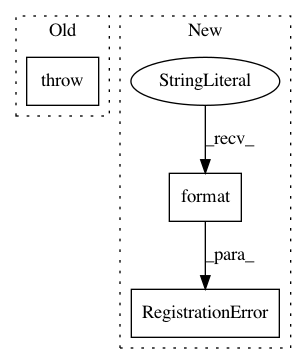 Old
New
throw
StringLiteral
_recv_
format
_para_
RegistrationError